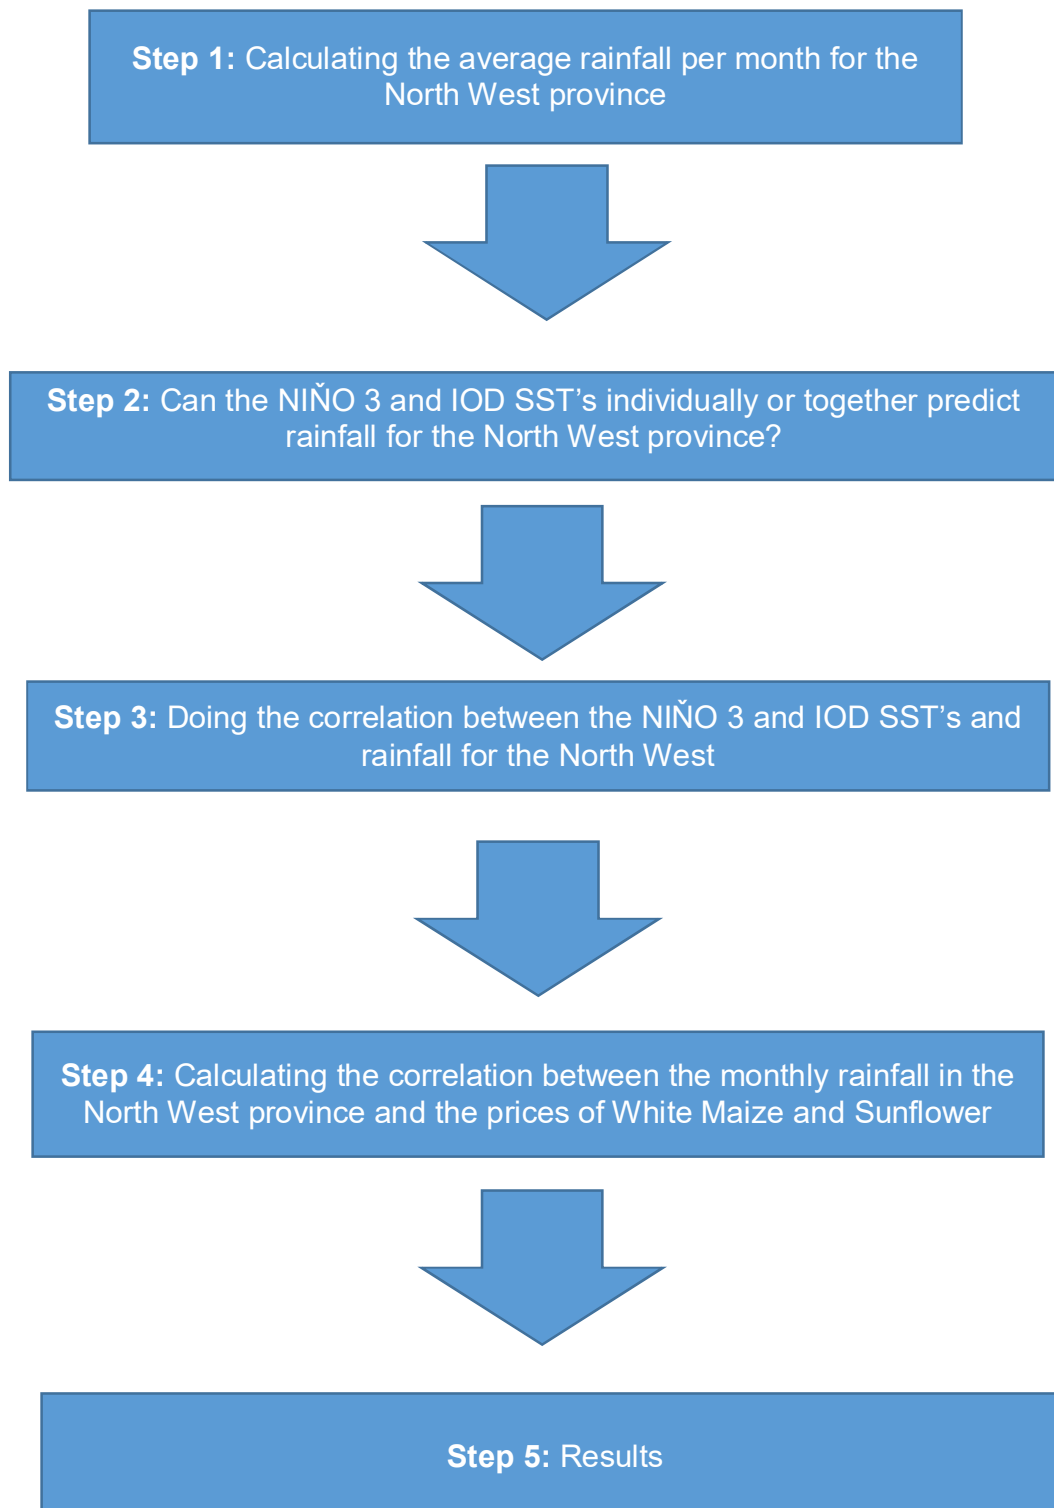 Step 1: Calculating the average rainfall per month for the
North West province
Step 2: Can the NIŇO 3 and IOD SST’s individually or together predict
rainfall for the North West province?
Step 3: Doing the correlation between the NIŇO 3 and IOD SST’s and
rainfall for the North West
Step 4: Calculating the correlation between the monthly rainfall in the
North West province and the prices of White Maize and Sunflower
Step 5: Results